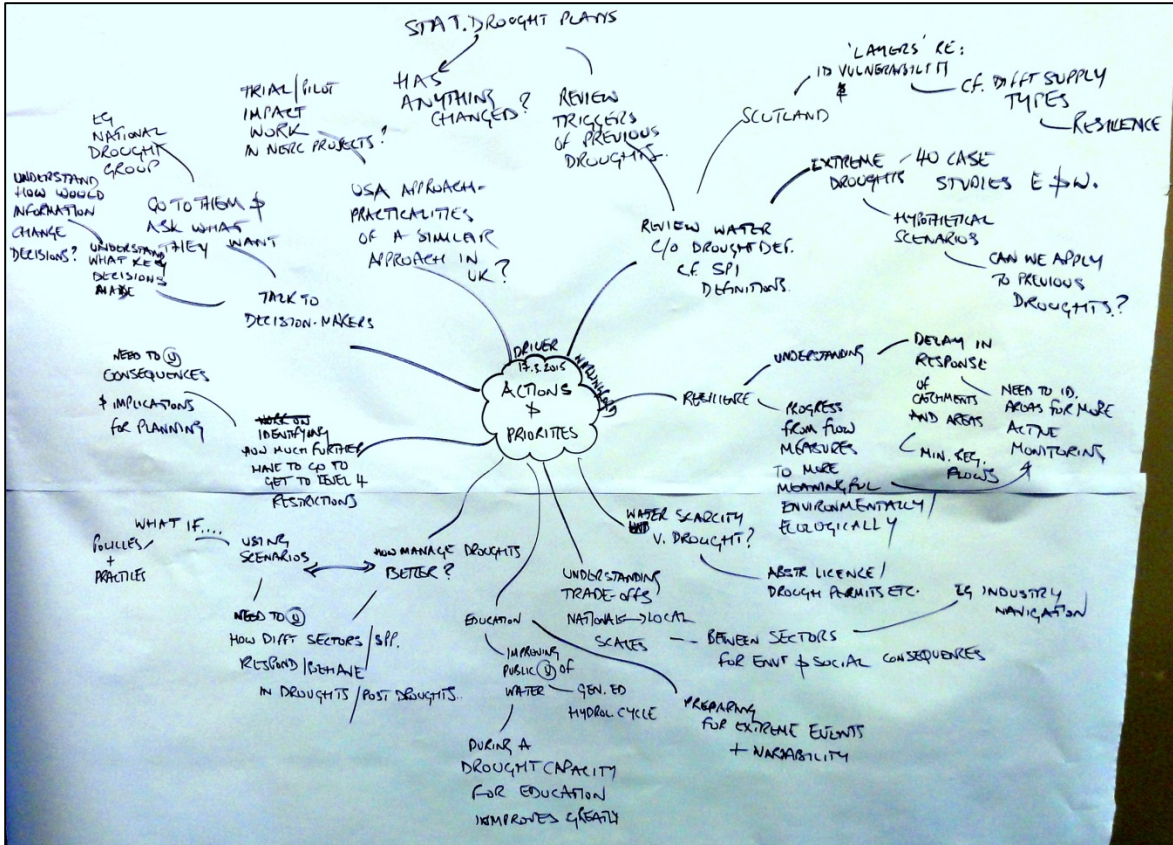 STAT. DROUGHT PLANS
HAS
ANYTHING
CHANGED?
REVIEW
TRIGGERS
OF PREVIOUS
DROUGHTS.
'LAYERS' RE:
ID VULNERABILITY
$
CF. DIFFT SUPPLY
TYPES
RESILIENCE
SCOTLAND
EXTREME
DROUGHTS
40 CASE
STUDIES E $ W.
HYPOTHETICAL
SCENARIOS
CAN WE APPLY
TO PREVIOUS
DROUGHTS?
REVIEW WATER
C/O DROUGHT DEF.
CF. SPI
DEFINITIONS.
TRIAL/PILOT
IMPACT
WORK
IN NERC PROJECTS?
USA APPROACH -
PRACTICALITIES
OF A SIMILAR
APPROACH IN
UK?
EG
NATIONAL
DROUGHT
GROUP
GO TO THEM $
ASK WHAT
THEY WANT
UNDERSTAND
HOW WOULD
INFORMATION
CHANGE
DECISIONS?
UNDERSTAND
WHAT KEY
DECISIONS
MADE
TALK TO
DECISION-MAKERS
DRIVER
17.3.2015
ACTIONS
$
PRIORITIES
NEED TO U
CONSEQUENCES
$ IMPLICATIONS
FOR PLANNING
WORK ON
IDENTIFYING
HOW MUCH FURTHER
HAVE TO GO TO
GET TO LEVEL 4
RESTRICTIONS
RESILIENCE
UNDERSTANDING
DELAY IN
RESPONSE
OF
CATCHMENTS
AND AREAS
NEED TO ID.
AREAS FOR MORE
ACTIVE
MONITORING
MIN. REQ.
FLOWS
PROGRESS
FROM FLOW
MEASURES
TO MORE
MEANINGFUL
ENVIRONMENTALLY/
ECOLOGICALLY
WATER SCARCITY
V. DROUGHT?
ABSTR LICENCE/
DROUGH PERMITS ETC.
UNDERSTANDING
TRADE-OFFS
NATIONAL → LOCAL
SCALES
BETWEEN SECTORS
FOR ENVT $ SOCIAL CONSEQUENCES
EG INDUSTRY
NAVIGATION
EDUCATION
IMPROVING
PUBLIC U OF
WATER
GEN. ED
HYDROL. CYCLE
DURING A
DROUGHT CAPACITY
FOR EDUCATION
IMPROVES GREATLY
PREPARING
FOR EXTREME EVENTS
+ VARIABILITY
HOW MANAGE DROUGHTS
BETTER?
USING
SCENARIOS
WHAT IF....
POLICIES
+
PRACTICES
NEED TO U
HOW DIFFT SECTORS/SPP.
RESPOND/BEHAVE
IN DROUGHTS/POST DROUGHTS..